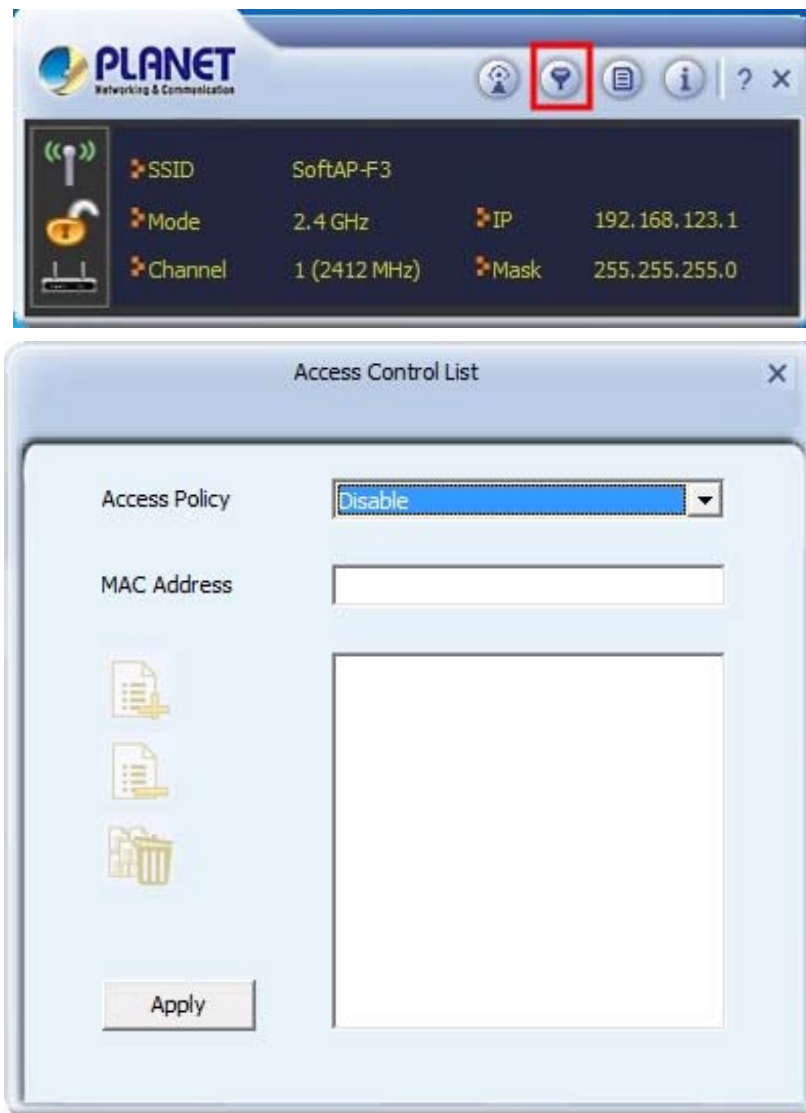 PLANET
Networking & Communication
? ×
SSID SoftAP-F3
Mode 2.4 GHz IP 192.168.123.1
Channel 1 (2412 MHz) Mask 255.255.255.0
Access Control List ×
Access Policy Disable
MAC Address
Apply